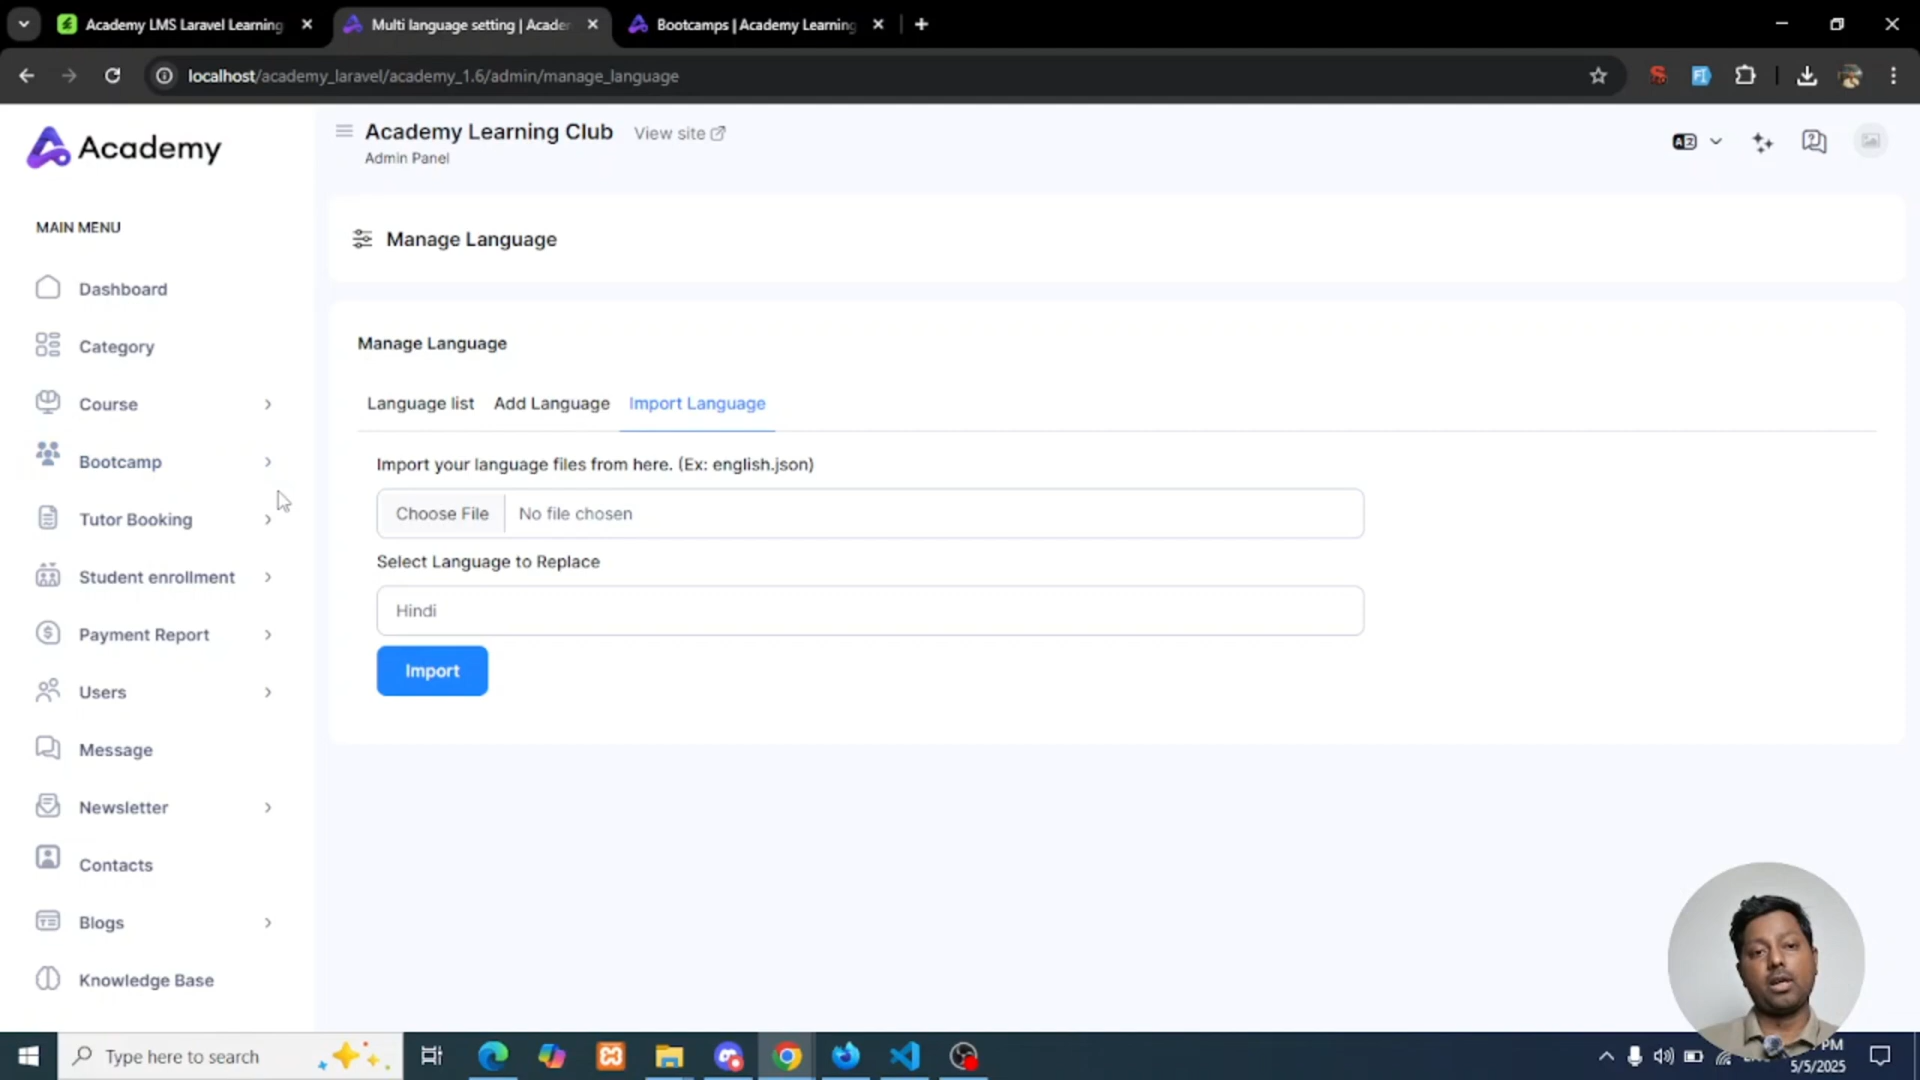 Academy LMS Laravel Learning
Multi language setting | Acade
Bootcamps | Academy Learning
localhost/academy_laravel/academy_1.6/admin/manage_language
Academy
Academy Learning Club
View site
Admin Panel
MAIN MENU
Dashboard
Category
Course
Bootcamp
Tutor Booking
Student enrollment
Payment Report
Users
Message
Newsletter
Contacts
Blogs
Knowledge Base
Manage Language
Manage Language
Language list
Add Language
Import Language
Import your language files from here. (Ex: english.json)
Choose File
No file chosen
Select Language to Replace
Hindi
Import
Type here to search
PM
5/5/2025